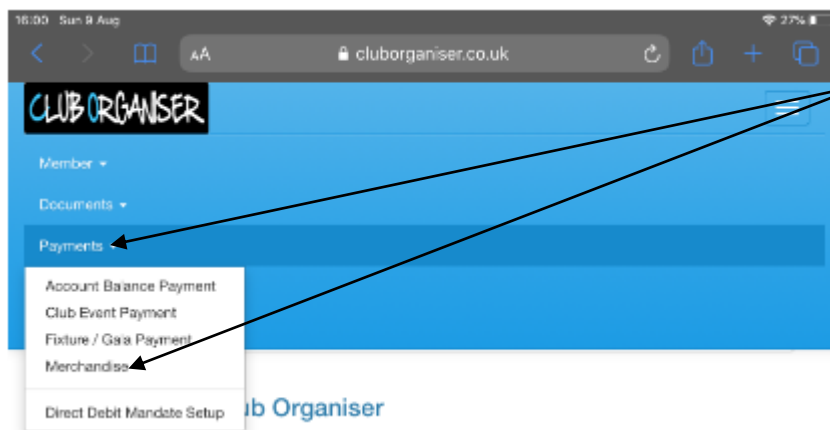 16:00 Sun 9 Aug
27%
AA
cluborganiser.co.uk
CLUB ORGANISER
Member
Documents
Payments
Account Balance Payment
Club Event Payment
Fixture / Gala Payment
Merchandise
Direct Debit Mandate Setup
ub Organiser